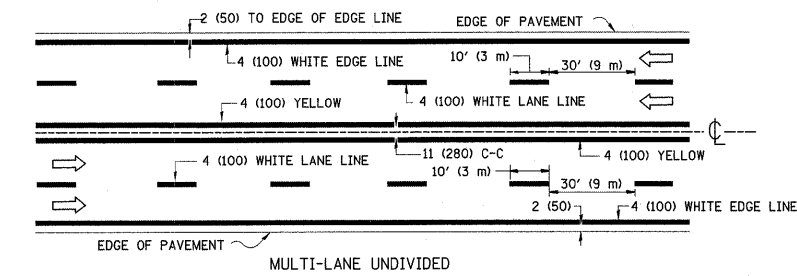 2 (50) TO EDGE OF EDGE LINE
EDGE OF PAVEMENT
4 (100) WHITE EDGE LINE
10' (3 m)
30' (9 m)
4 (100) YELLOW
4 (100) WHITE LANE LINE
℄
4 (100) WHITE LANE LINE
11 (280) C-C
4 (100) YELLOW
10' (3 m)
30' (9 m)
2 (50)
4 (100) WHITE EDGE LINE
EDGE OF PAVEMENT
MULTI-LANE UNDIVIDED